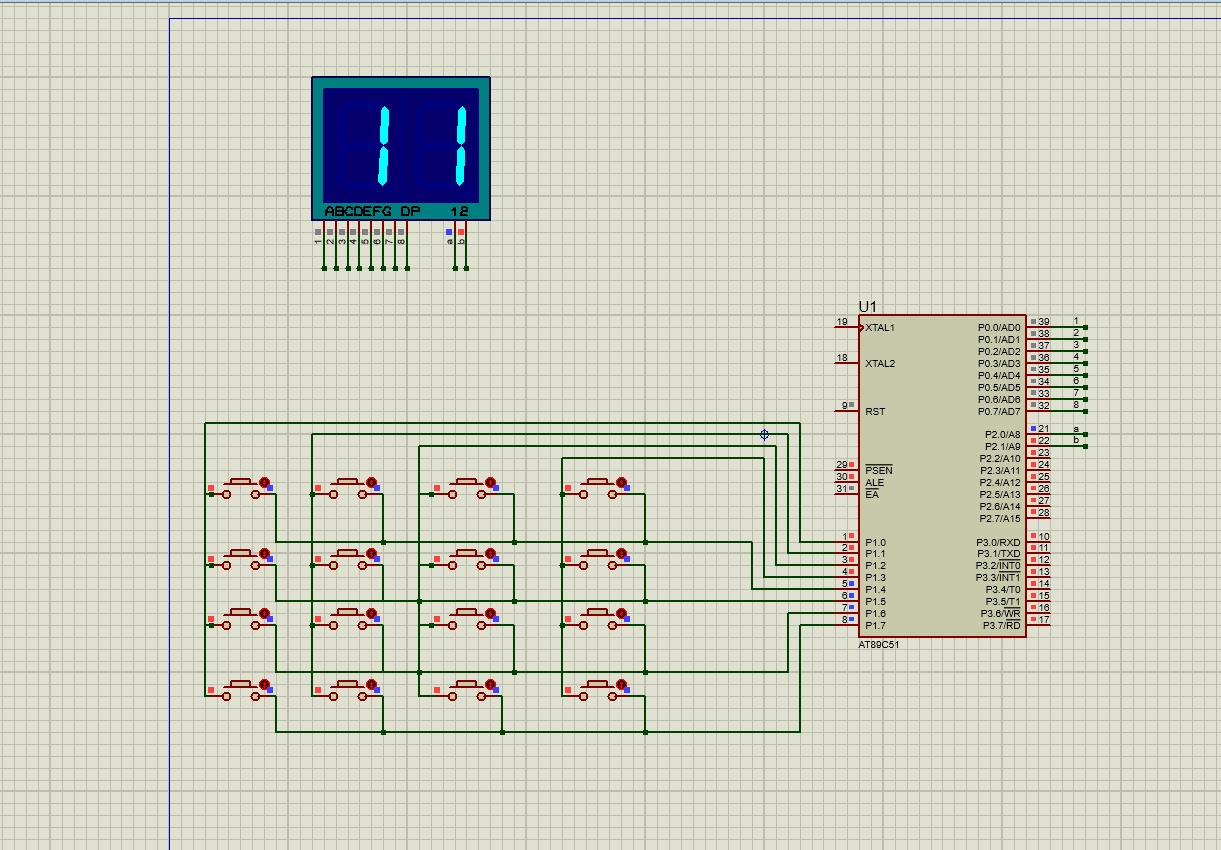 11
ABCDEFG DP 12
1 2 3 4 5 6 7 8 a b
U1
19 XTAL1 P0.0/AD0 39 1
P0.1/AD1 38 2
P0.2/AD2 37 3
18 XTAL2 P0.3/AD3 36 4
P0.4/AD4 35 5
P0.5/AD5 34 6
P0.6/AD6 33 7
9 RST P0.7/AD7 32 8
P2.0/A8 21 a
P2.1/A9 22 b
P2.2/A10 23
29 PSEN P2.3/A11 24
30 ALE P2.4/A12 25
31 EA P2.5/A13 26
P2.6/A14 27
P2.7/A15 28
1 P1.0 P3.0/RXD 10
2 P1.1 P3.1/TXD 11
3 P1.2 P3.2/INT0 12
4 P1.3 P3.3/INT1 13
5 P1.4 P3.4/T0 14
6 P1.5 P3.5/T1 15
7 P1.6 P3.6/WR 16
8 P1.7 P3.7/RD 17
AT89C51